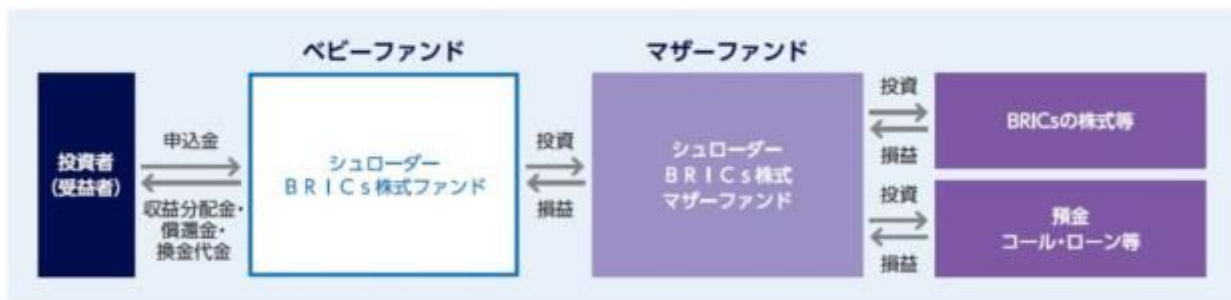 ベビーファンド
マザーファンド
投資者
(受益者)
申込金
収益分配金・
償還金・
換金代金
シュローダー
BRICs株式ファンド
投資
損益
シュローダー
BRICs株式
マザーファンド
投資
損益
BRICsの株式等
投資
損益
預金
コール・ローン等